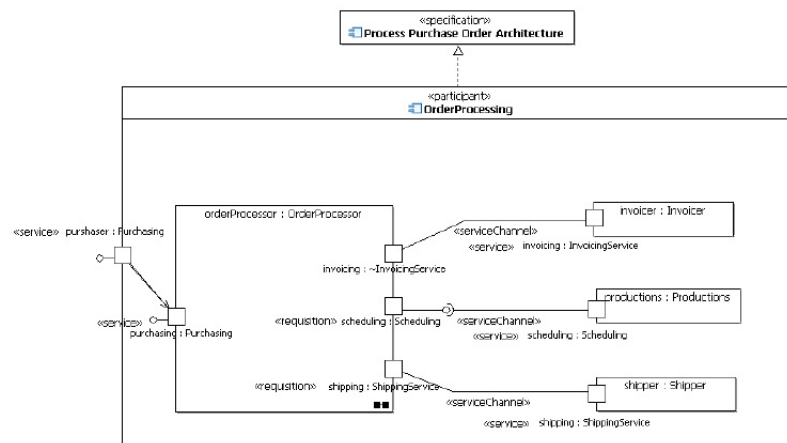 «specification»
Process Purchase Order Architecture
«participant»
OrderProcessing
orderProcessor : OrderProcessor
invoicer : Invoicer
«service» purshaser : Purchasing
«serviceChannel»
«service» invoicing : InvoicingService
invoicing : ~InvoicingService
productions : Productions
«service»
purchasing : Purchasing
«requisition» scheduling : Scheduling
«serviceChannel»
«service» scheduling : Scheduling
«requisition» shipping : ShippingService
shipper : Shipper
«serviceChannel»
«service» shipping : ShippingService